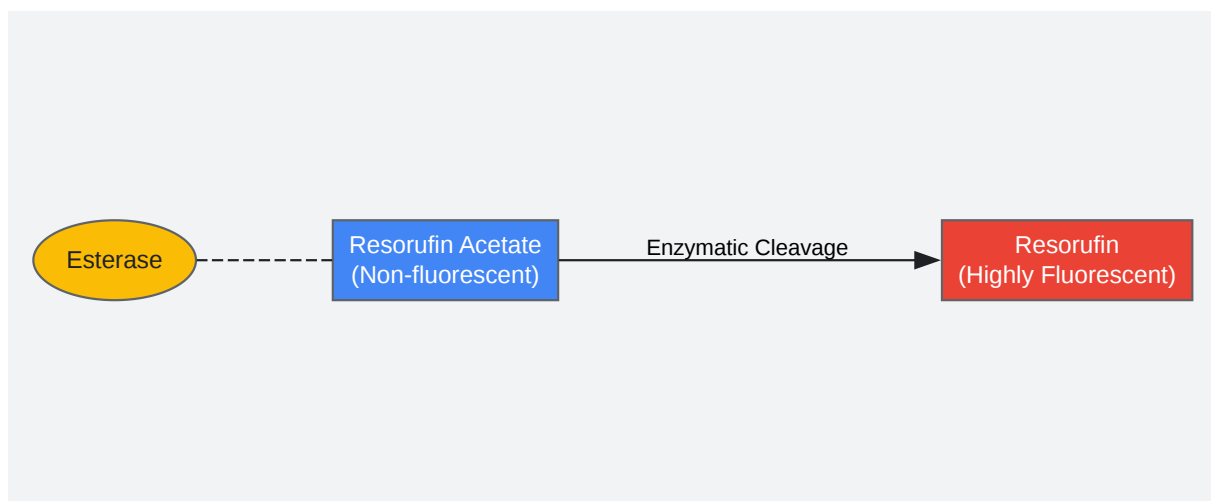 Esterase
Resorufin Acetate
(Non-fluorescent)
Enzymatic Cleavage
Resorufin
(Highly Fluorescent)